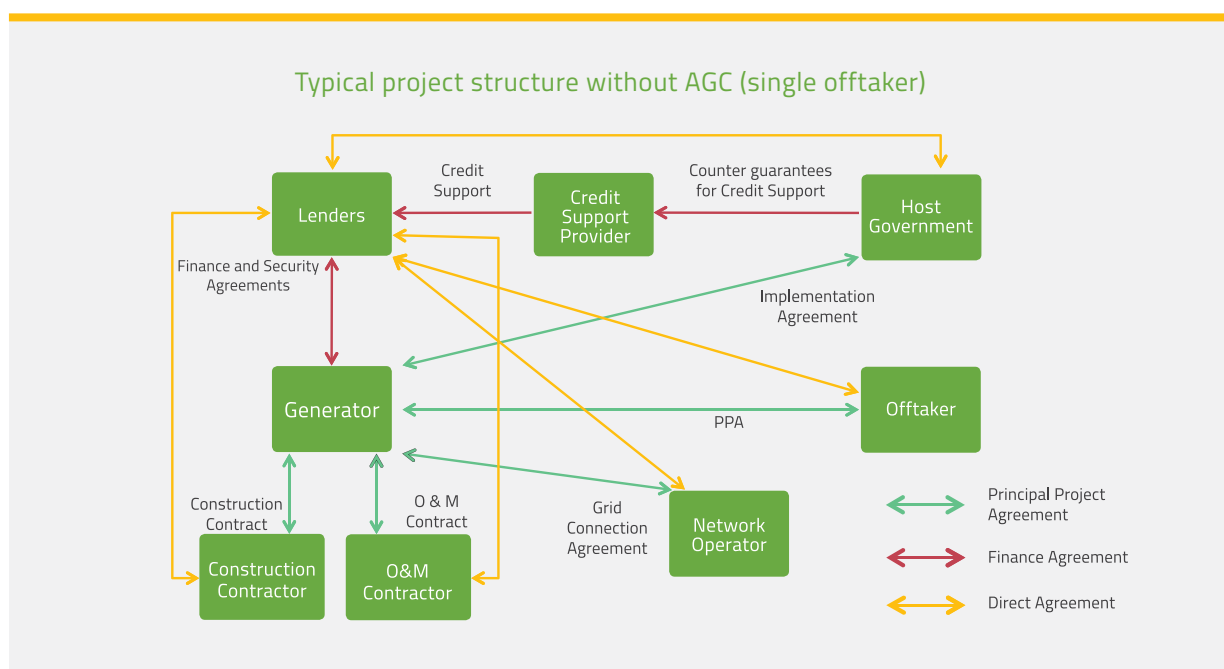 Typical project structure without AGC (single offtaker)
Credit
Support
Counter guarantees
for Credit Support
Lenders
Credit
Support
Provider
Host
Government
Finance and Security
Agreements
Implementation
Agreement
Generator
Offtaker
PPA
Construction
Contract
O & M
Contract
Grid
Connection
Agreement
Network
Operator
Construction
Contractor
O&M
Contractor
Principal Project
Agreement
Finance Agreement
Direct Agreement